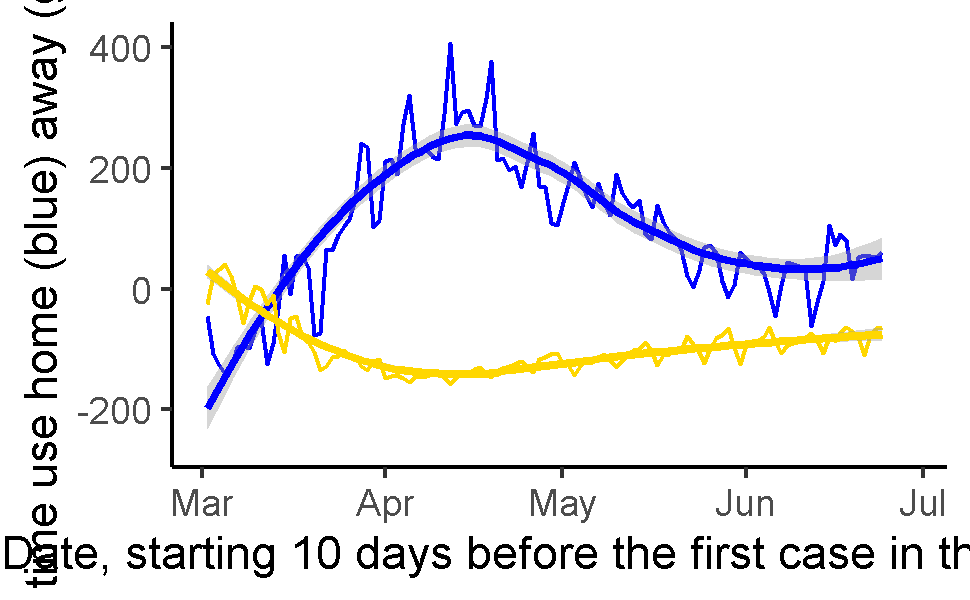 time use home (blue) away (
400
200
0
-200
Mar Apr May Jun Jul
Date, starting 10 days before the first case in th